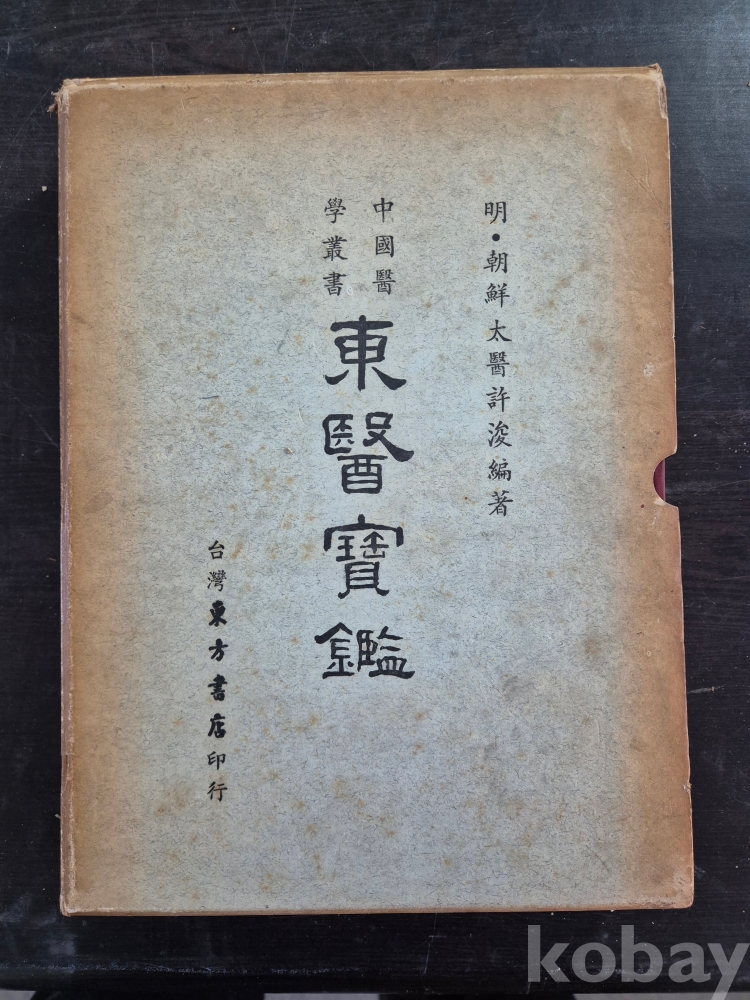 明·朝鮮太醫許浚編著
中國醫
學叢書
東醫寶鑑
台灣東方書店印行
kobay